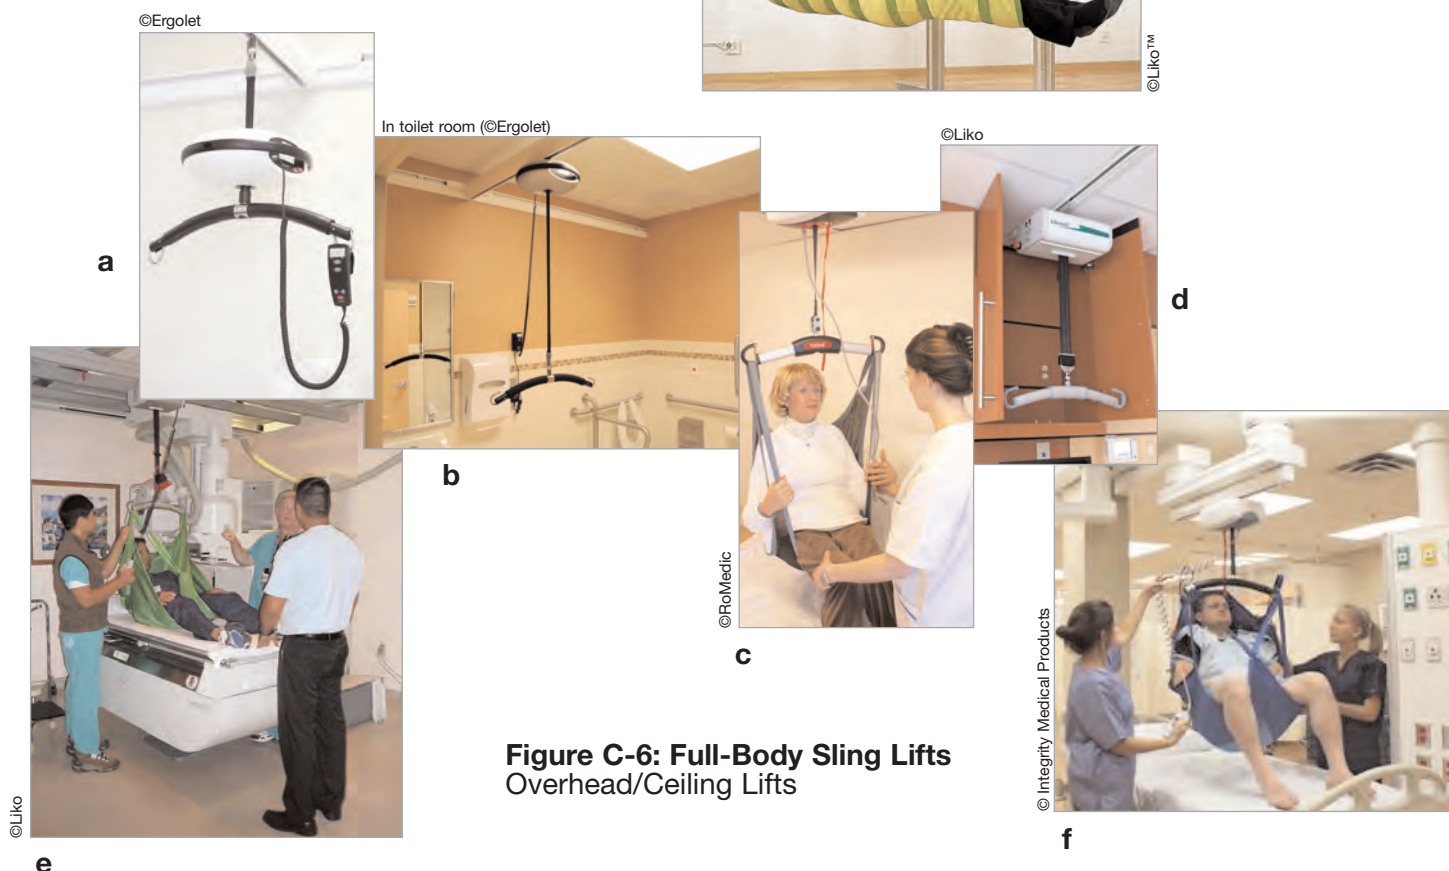 ©Ergolet
©Liko™
In toilet room (©Ergolet)
©Liko
a
d
b
©RoMedic
c
© Integrity Medical Products
Figure C-6: Full-Body Sling Lifts
Overhead/Ceiling Lifts
©Liko
f
e